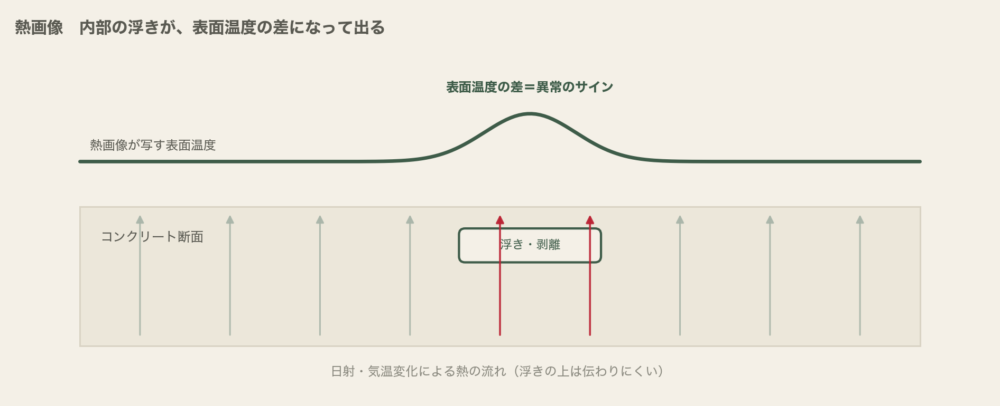 熱画像　内部の浮きが、表面温度の差になって出る
表面温度の差＝異常のサイン
熱画像が写す表面温度
コンクリート断面
浮き・剥離
日射・気温変化による熱の流れ（浮きの上は伝わりにくい）